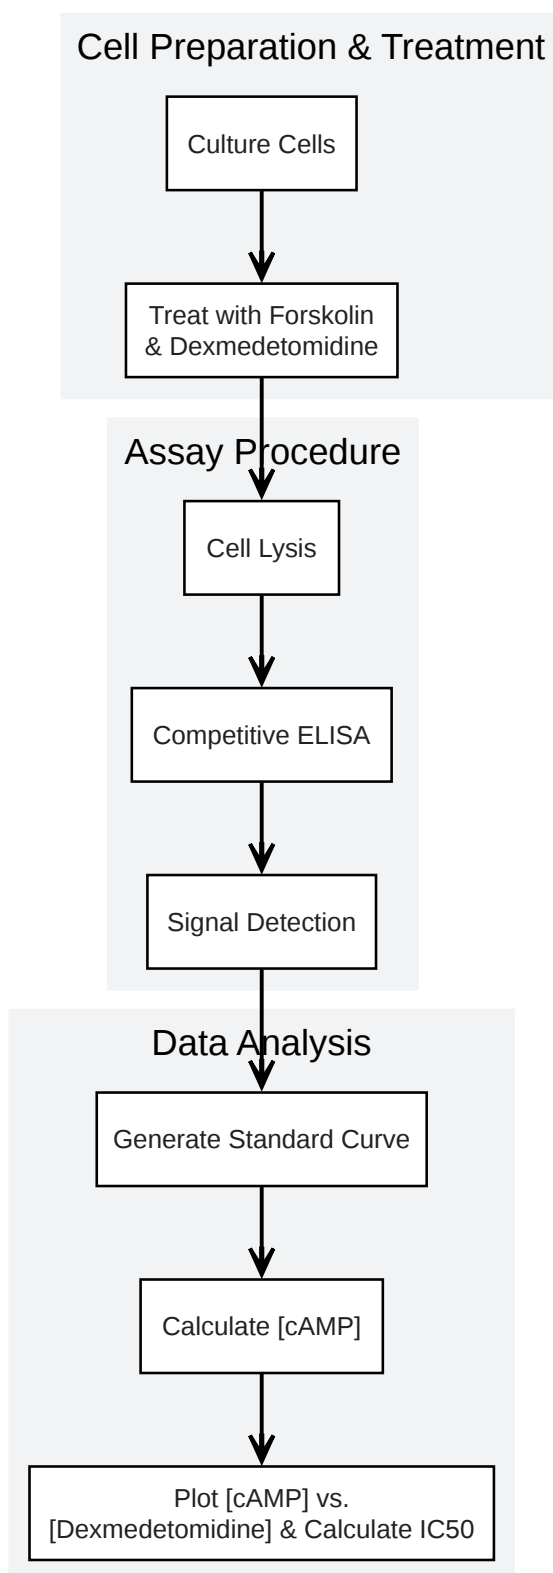 Cell Preparation & Treatment
Culture Cells
Treat with Forskolin
& Dexmedetomidine
Assay Procedure
Cell Lysis
Competitive ELISA
Signal Detection
Data Analysis
Generate Standard Curve
Calculate [cAMP]
Plot [cAMP] vs.
[Dexmedetomidine] & Calculate IC50